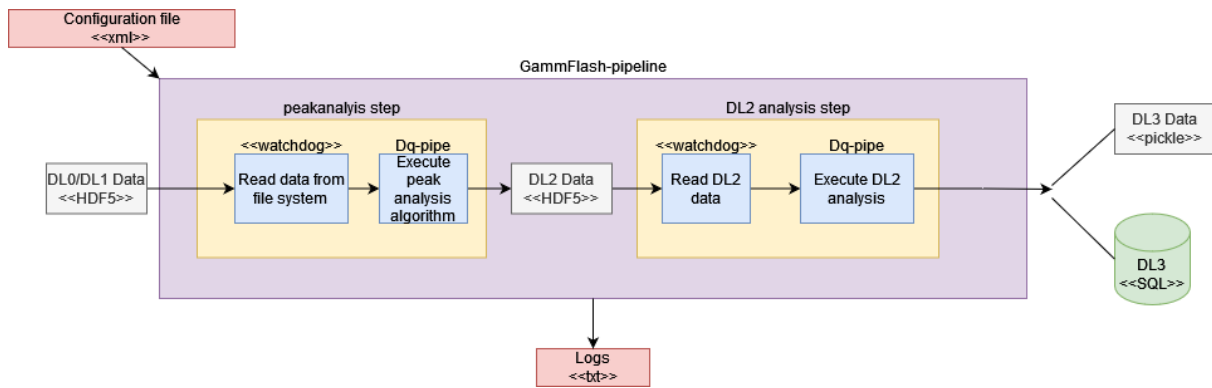 Configuration file
<<xml>>
GammFlash-pipeline
peakanalyis step
DL2 analysis step
<<watchdog>>
Dq-pipe
<<watchdog>>
Dq-pipe
DL0/DL1 Data
<<HDF5>>
Read data from
file system
Execute
peak
analysis
algorithm
DL2 Data
<<HDF5>>
Read DL2
data
Execute DL2
analysis
DL3 Data
<<pickle>>
DL3
<<SQL>>
Logs
<<txt>>